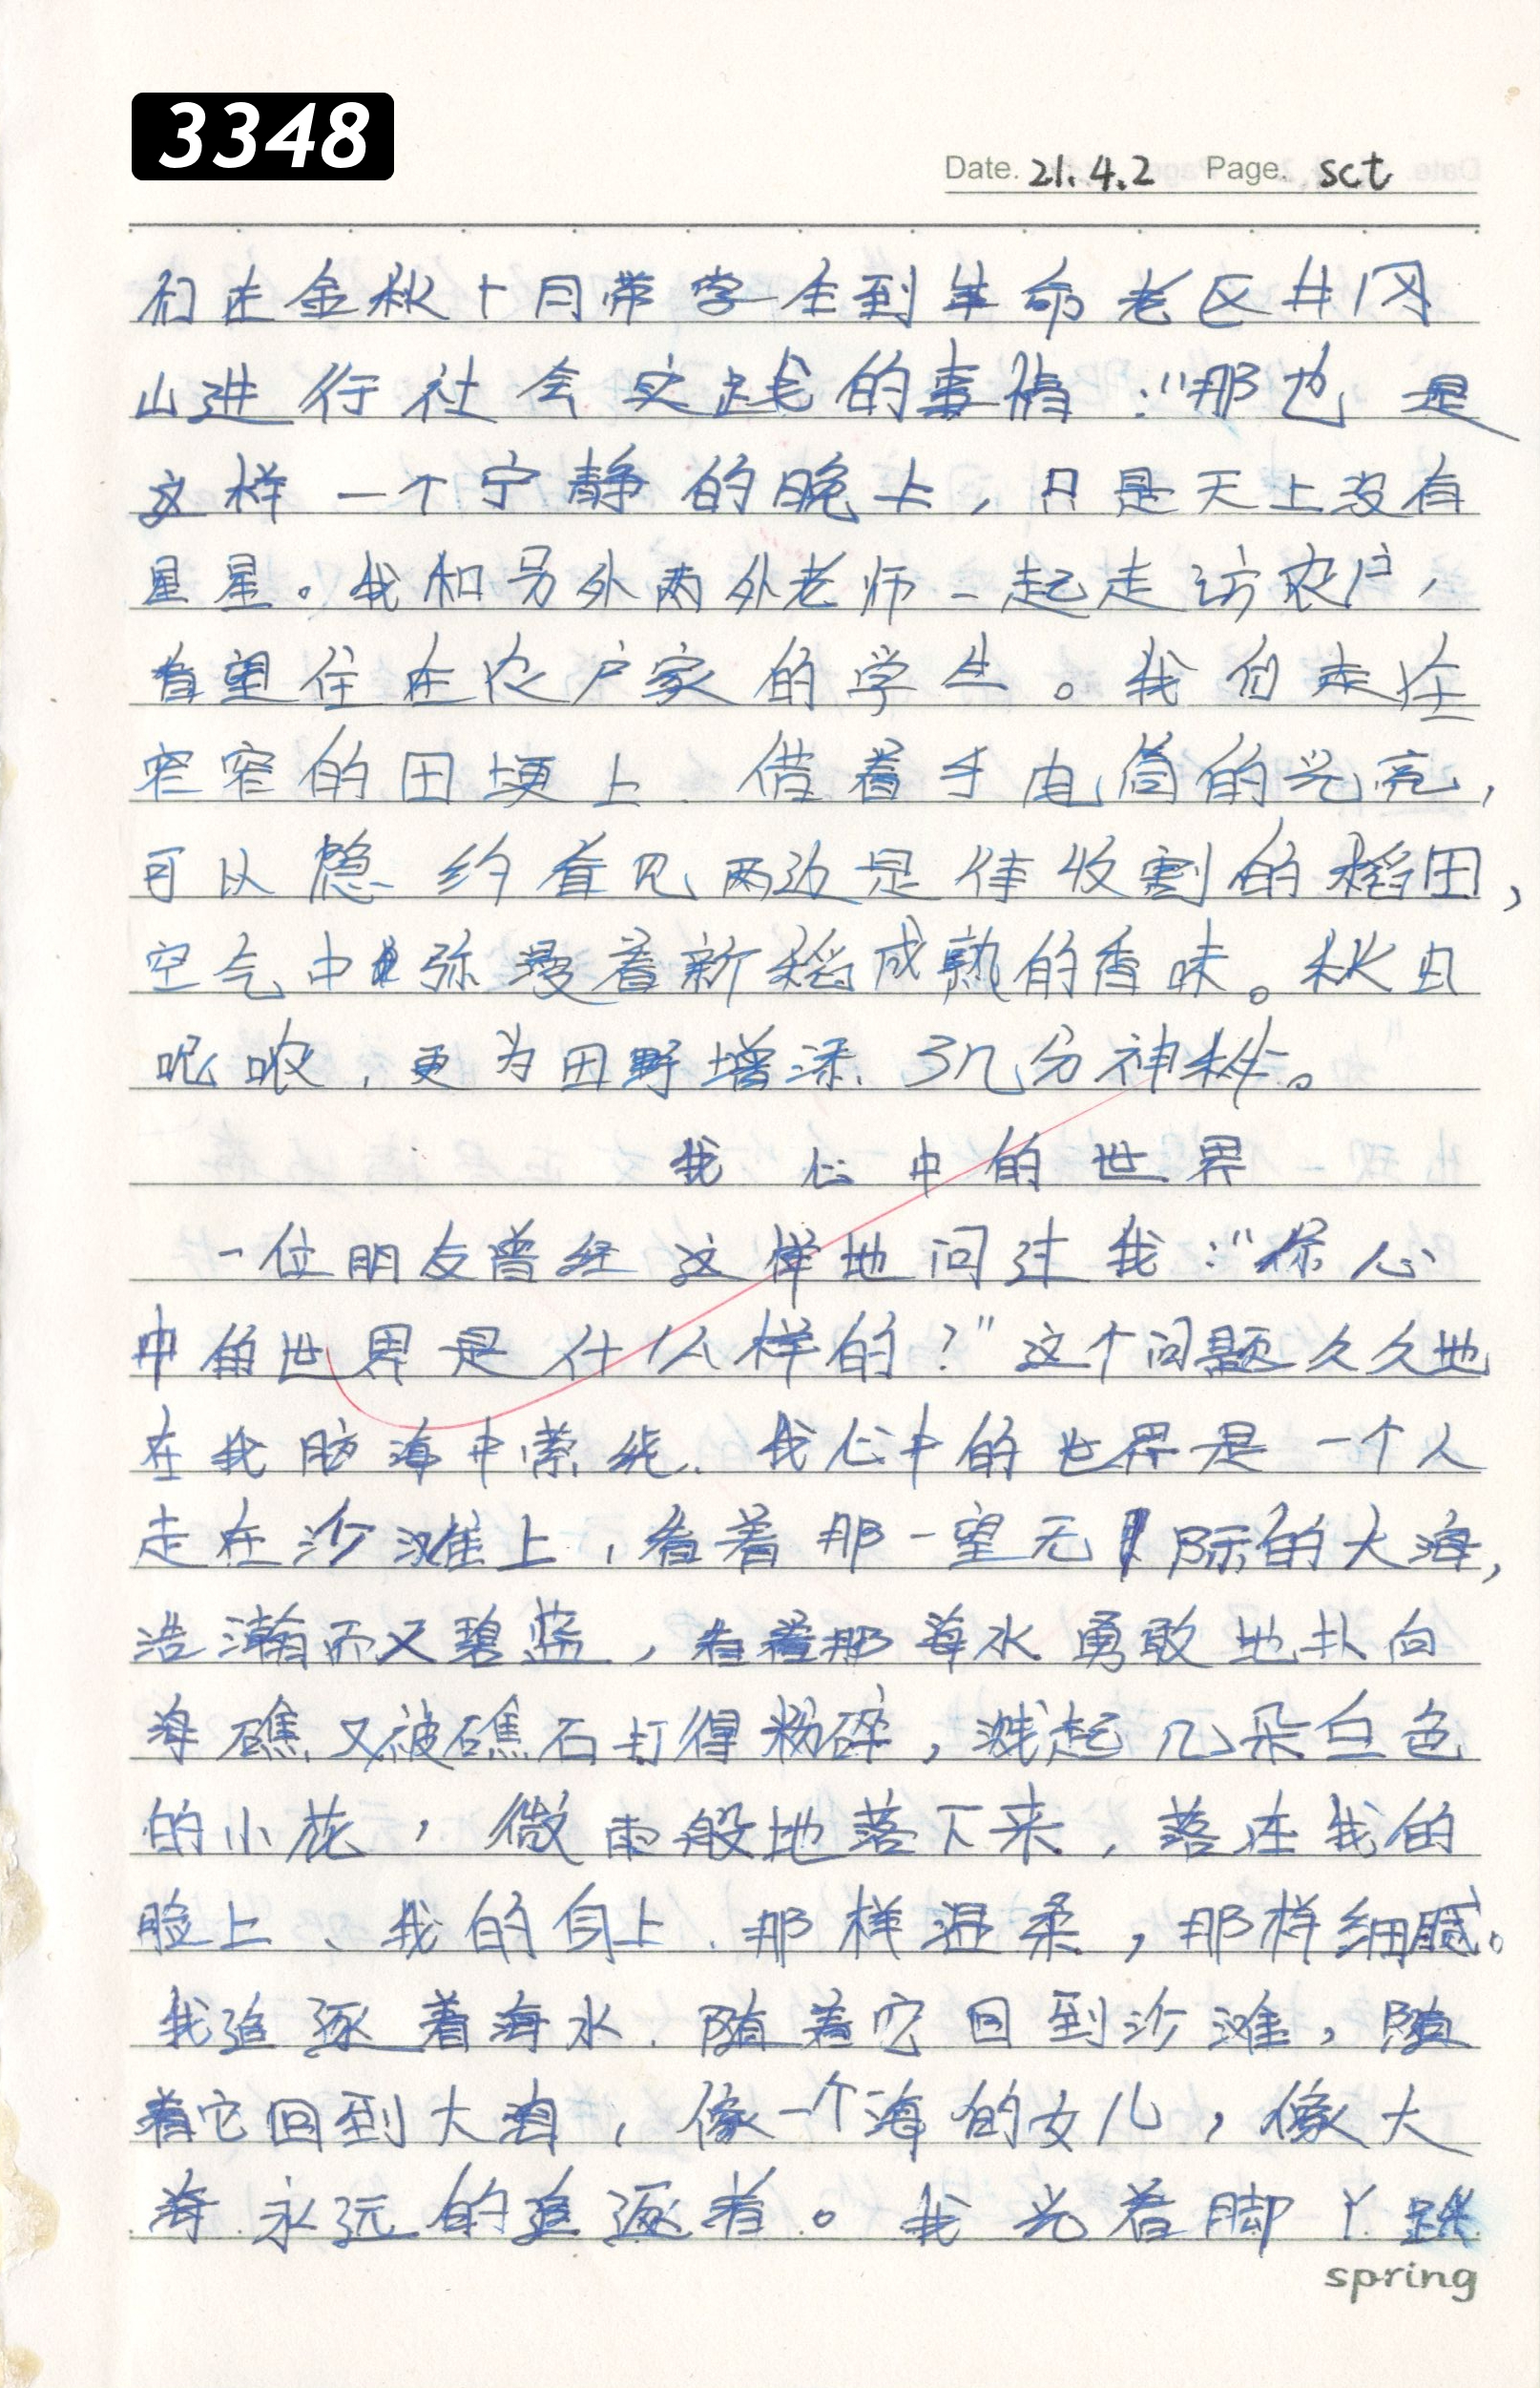 3348
Date. 21.4.2 Page. sct
们在金秋十月带学生到革命老区井冈
山进行社会实践的事情:“那也是
这样一个宁静的晚上,只是天上没有
星星。我和另外两外老师一起走访农户,
看望住在农户家的学生。我们走在
窄窄的田埂上.借着手电筒的光亮,
可以隐约看见两边是待收割的稻田,
空气中弥漫着新稻成熟的香味。秋虫
呢哝,更为田野增添了几分神秘。
我心中的世界
一位朋友曾经这样地问过我:“你心
中的世界是什么样的?”这个问题久久地
在我脑海中萦绕.我心中的世界是一个人
走在沙滩上,看着那一望无际的大海,
浩瀚而又碧蓝,看着那海水勇敢地扑向
海礁又被礁石打得粉碎,溅起几朵白色
的小花,微雨般地落下来,落在我的
脸上、我的身上.那样温柔,那样细腻。
我追逐着海水.随着它回到沙滩,随
着它回到大海,像一个海的女儿,像大
海永远的追逐者。我光着脚丫跳
spring